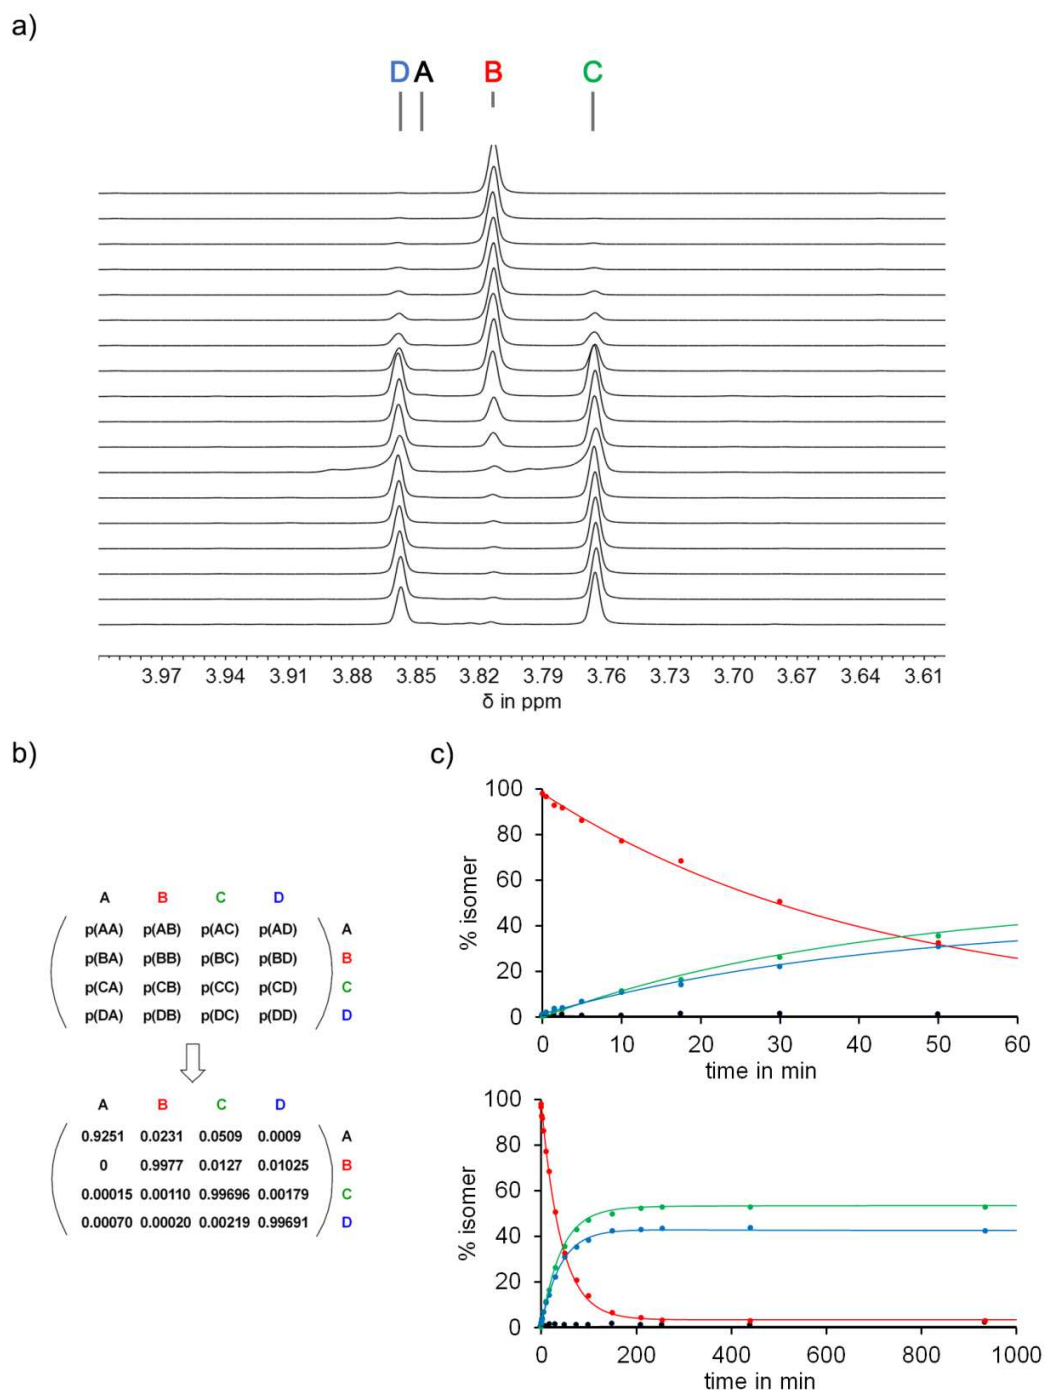 a)
D A B C
3.97 3.94 3.91 3.88 3.85 3.82 3.79 3.76 3.73 3.70 3.67 3.64 3.61
δ in ppm
b)
A B C D
p(AA) p(AB) p(AC) p(AD) A
p(BA) p(BB) p(BC) p(BD) B
p(CA) p(CB) p(CC) p(CD) C
p(DA) p(DB) p(DC) p(DD) D
A B C D
0.9251 0.0231 0.0509 0.0009 A
0 0.9977 0.0127 0.01025 B
0.00015 0.00110 0.99696 0.00179 C
0.00070 0.00020 0.00219 0.99691 D
c)
% isomer
100
80
60
40
20
0
0 10 20 30 40 50 60
time in min
% isomer
100
80
60
40
20
0
0 200 400 600 800 1000
time in min